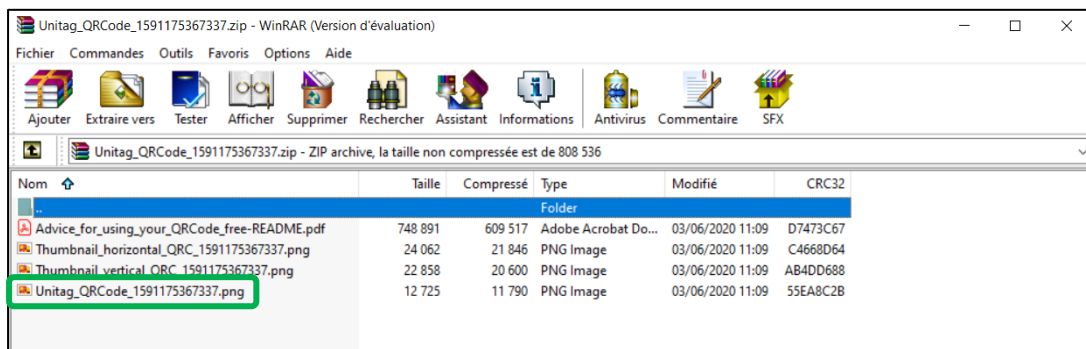 Unitag_QRCode_1591175367337.zip - WinRAR (Version d'évaluation)
Fichier Commandes Outils Favoris Options Aide
Ajouter Extraire vers Tester Afficher Supprimer Rechercher Assistant Informations Antivirus Commentaire SFX
Unitag_QRCode_1591175367337.zip - ZIP archive, la taille non compressée est de 808 536
Nom Taille Compressé Type Modifié CRC32
.. Folder
Advice_for_using_your_QRCode_free-README.pdf 748 891 609 517 Adobe Acrobat Do... 03/06/2020 11:09 D7473C67
Thumbnail_horizontal_QRC_1591175367337.png 24 062 21 846 PNG Image 03/06/2020 11:09 C4668D64
Thumbnail_vertical_QRC_1591175367337.png 22 858 20 600 PNG Image 03/06/2020 11:09 AB4DD688
Unitag_QRCode_1591175367337.png 12 725 11 790 PNG Image 03/06/2020 11:09 55EA8C2B